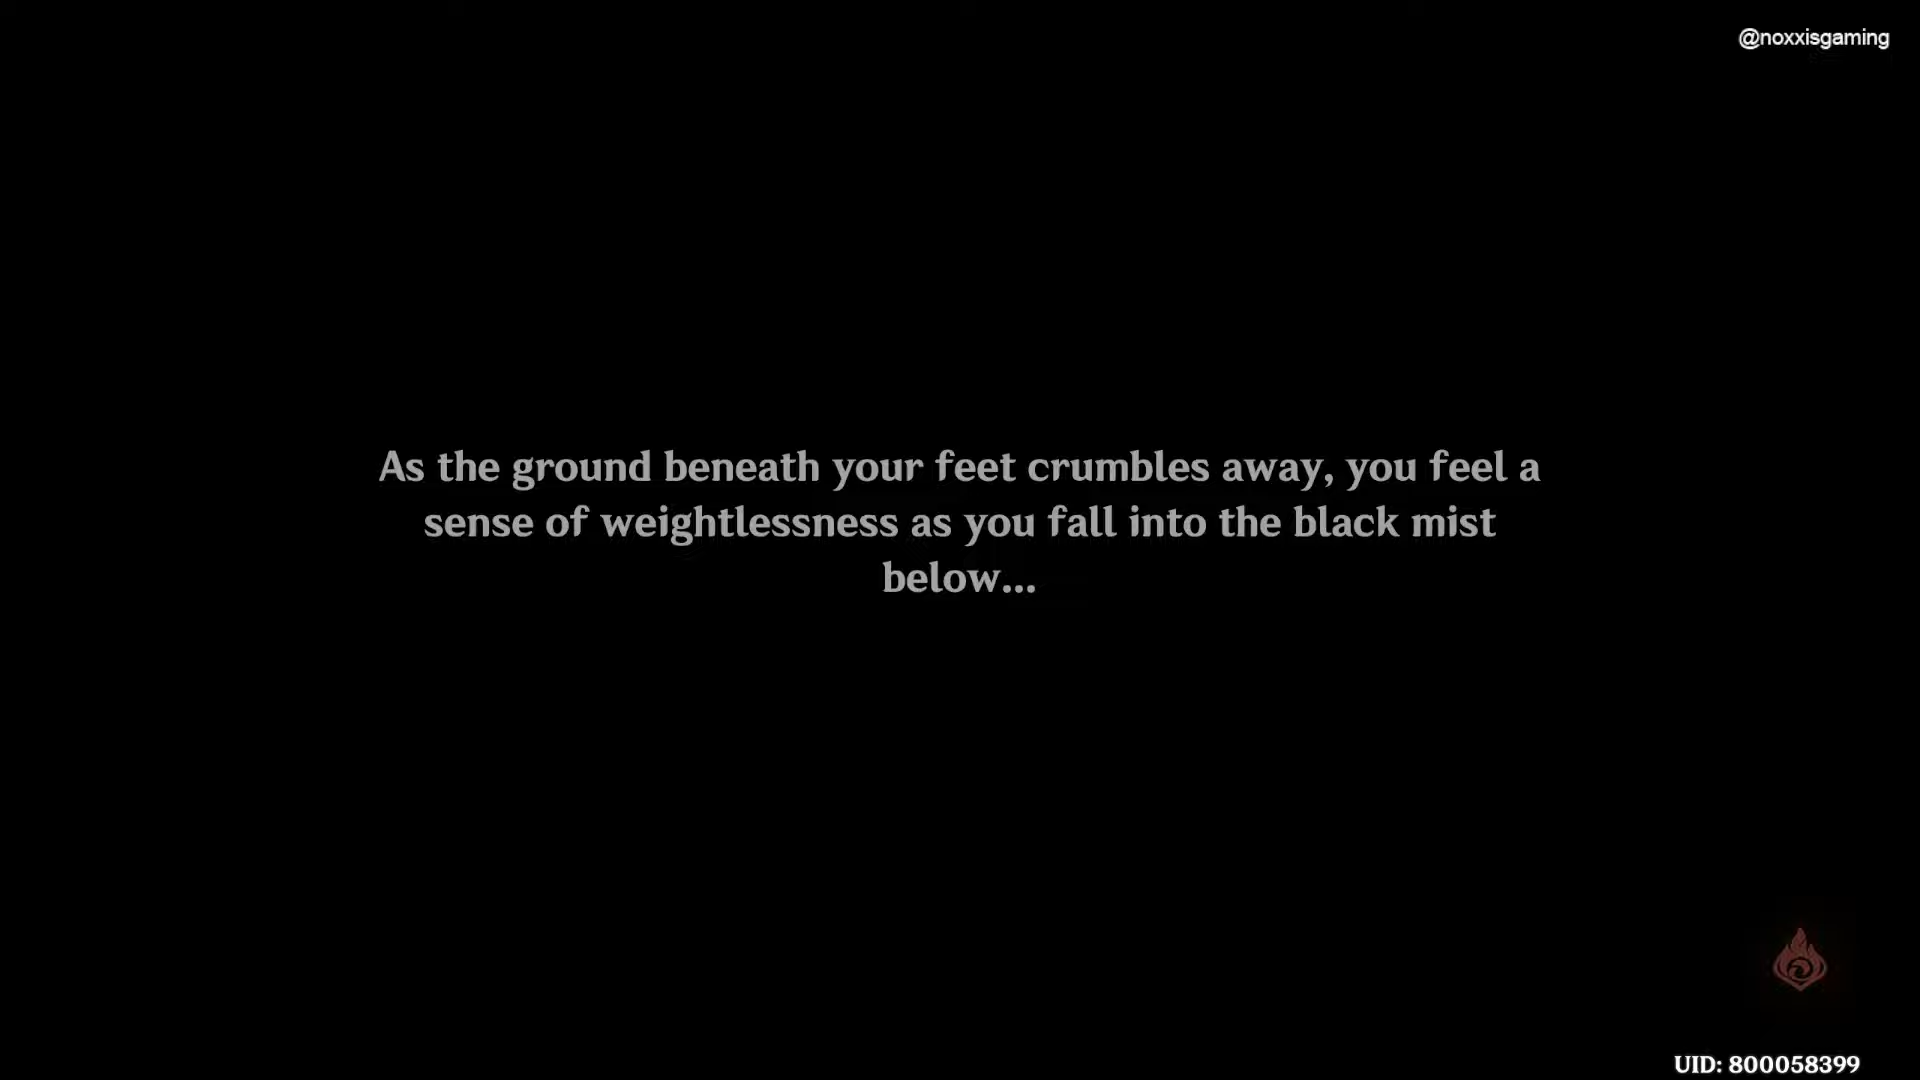 @noxxisgaming
As the ground beneath your feet crumbles away, you feel a
sense of weightlessness as you fall into the black mist
below...
UID: 800058399